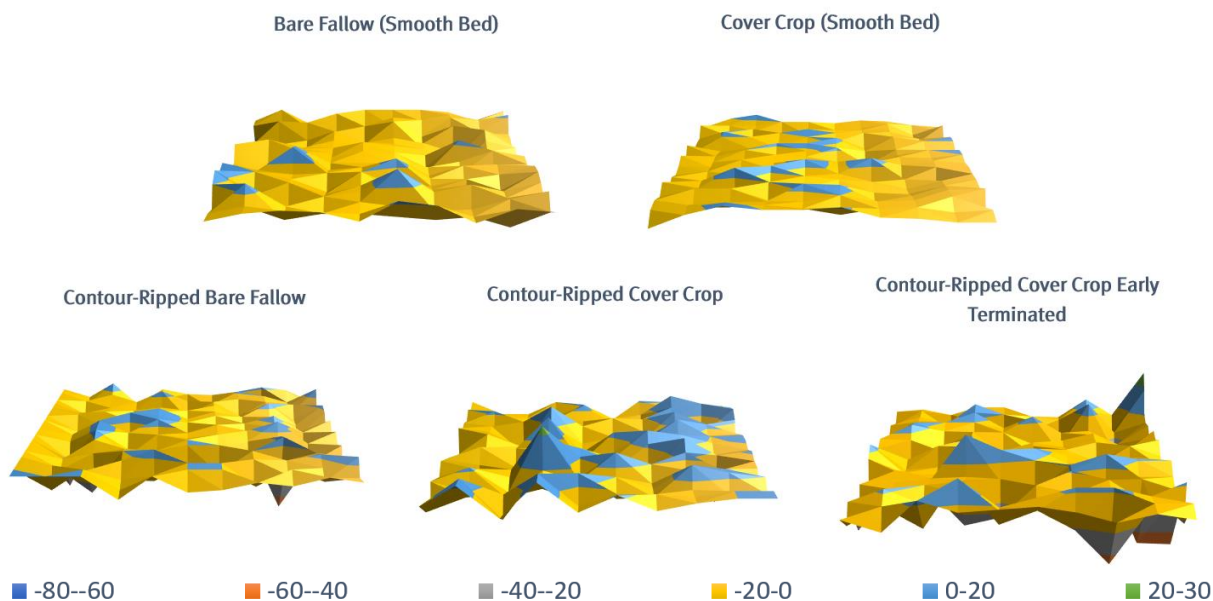 Bare Fallow (Smooth Bed)
Cover Crop (Smooth Bed)
Contour-Ripped Bare Fallow
Contour-Ripped Cover Crop
Contour-Ripped Cover Crop Early
Terminated
-80--60
-60--40
-40--20
-20-0
0-20
20-30